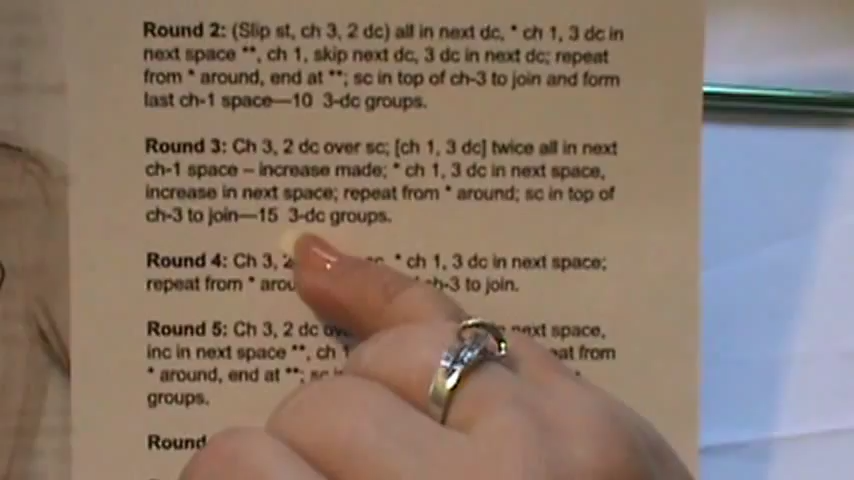 Round 2: (Slip st, ch 3, 2 dc) all in next dc, * ch 1, 3 dc in
next space **, ch 1, skip next dc, 3 dc in next dc; repeat
from * around, end at **; sc in top of ch-3 to join and form
last ch-1 space—10 3-dc groups.
Round 3: Ch 3, 2 dc over sc; [ch 1, 3 dc] twice all in next
ch-1 space – increase made; * ch 1, 3 dc in next space,
increase in next space; repeat from * around; sc in top of
ch-3 to join—15 3-dc groups.
Round 4: Ch 3, 2 * ch 1, 3 dc in next space;
repeat from * ch-3 to join.
Round 5: Ch 3, 2 dc next space,
inc in next space **, ch from
* around, end at **;
groups.
Round